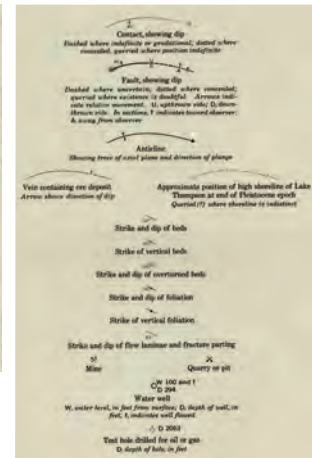 Contact, showing dip
Dashed where indefinite or gradational; dotted where
concealed, queried where position indefinite
Fault, showing dip
Dashed where uncertain; dotted where concealed;
queried where existence is doubtful. Arrows indi-
cate relative movement. U, upthrown side; D, down-
thrown side. In sections, T indicates toward observer;
A, away from observer
Anticline
Showing trace of axial plane and direction of plunge
Vein containing ore deposit
Arrow shows direction of dip
Approximate position of high shoreline of Lake
Thompson at end of Pleistocene epoch
Queried (?) where shoreline is indistinct
Strike and dip of beds
Strike of vertical beds
Strike and dip of overturned beds
Strike and dip of foliation
Strike of vertical foliation
Strike and dip of flow laminae and fracture parting
Mine
Quarry or pit
W 100 and f
D 294
Water well
W, water level, in feet from surface; D, depth of well, in
feet, f, indicates well flowed
D 2063
Test hole drilled for oil or gas
D, depth of hole, in feet